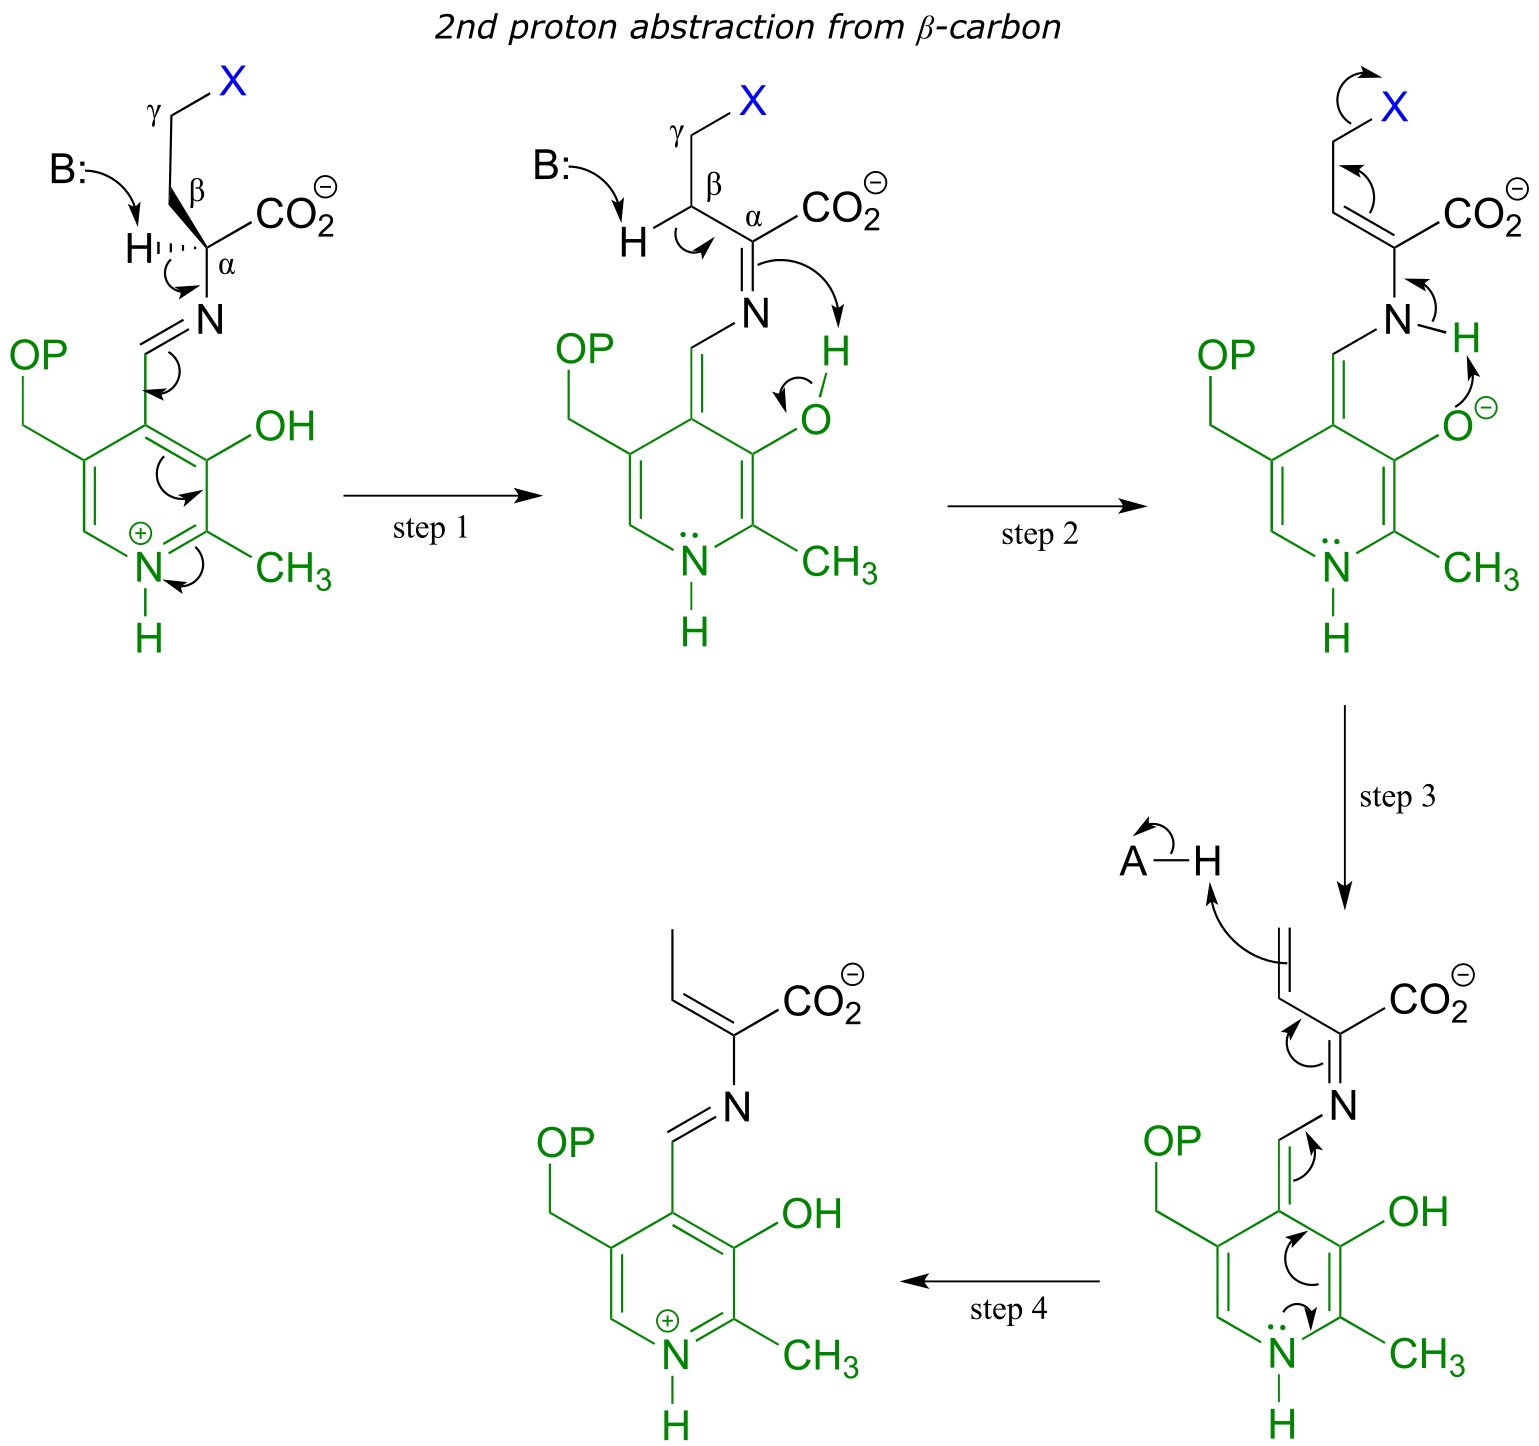 2nd proton abstraction from β-carbon
X
γ
B:
β
CO2⊖
H
α
N
OP
OH
⊕
N
CH3
H
step 1
X
γ
B:
β
α
CO2⊖
H
N
H
OP
O
N
CH3
H
step 2
X
CO2⊖
N
H
OP
O⊖
N
CH3
H
step 3
A
H
CO2⊖
N
OP
OH
N
CH3
H
step 4
CO2⊖
N
OP
OH
⊕
N
CH3
H